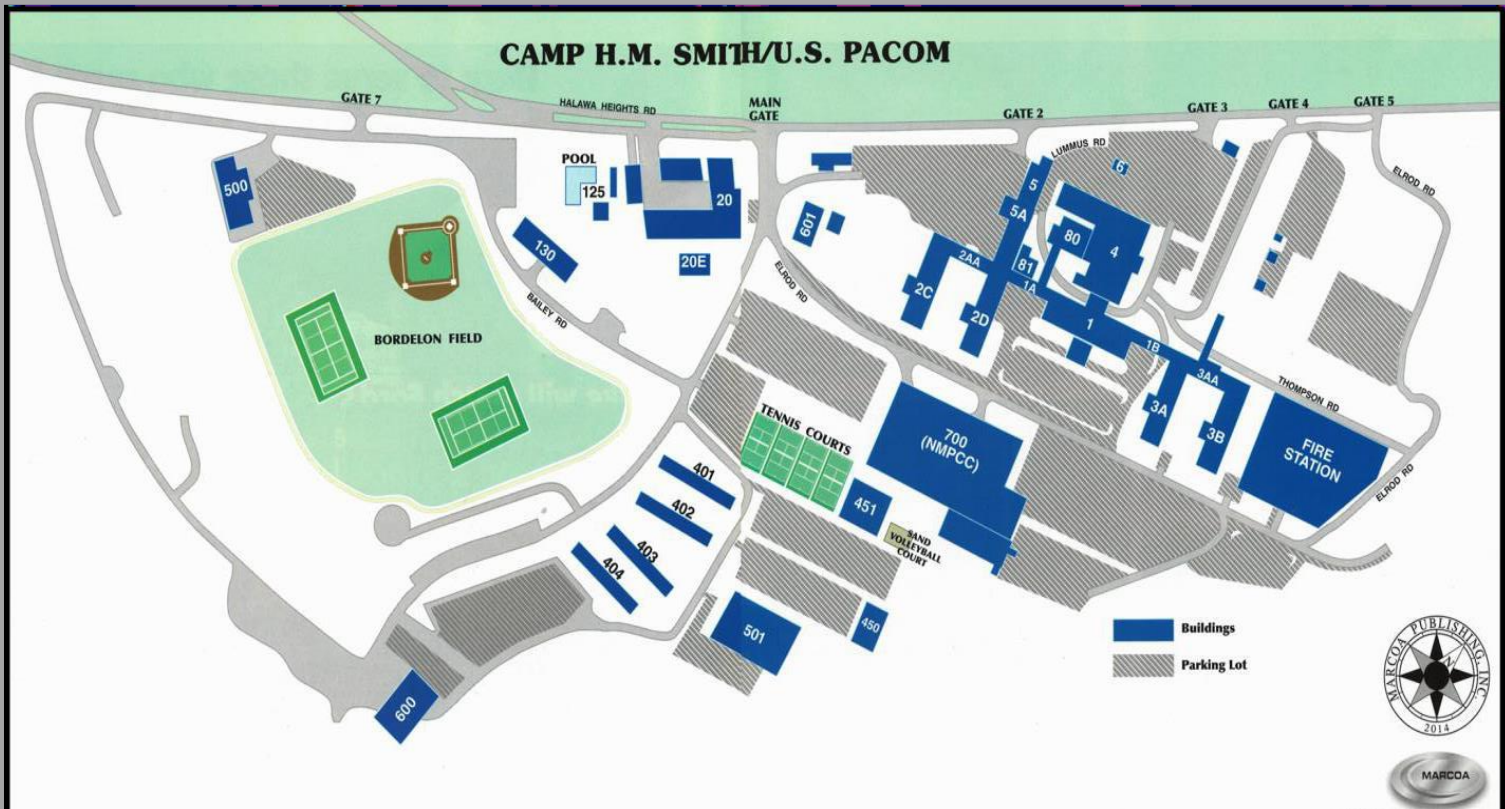 CAMP H.M. SMITH/U.S. PACOM
GATE 7
HALAWA HEIGHTS RD
MAIN
GATE
GATE 2
GATE 3
GATE 4
GATE 5
LUMMUS RD
6
ELROD RD
POOL
125
500
20
20E
130
BAILEY RD
601
ELROD RD
5
5A
80
81
4
2AA
1A
2C
2D
1
1B
3AA
3A
3B
THOMPSON RD
FIRE
STATION
ELROD RD
BORDELON FIELD
TENNIS COURTS
700
(NMPCC)
451
SAND
VOLLEYBALL
COURT
401
402
403
404
501
450
600
Buildings
Parking Lot
MARCOA PUBLISHING, INC.
N
2014
MARCOA